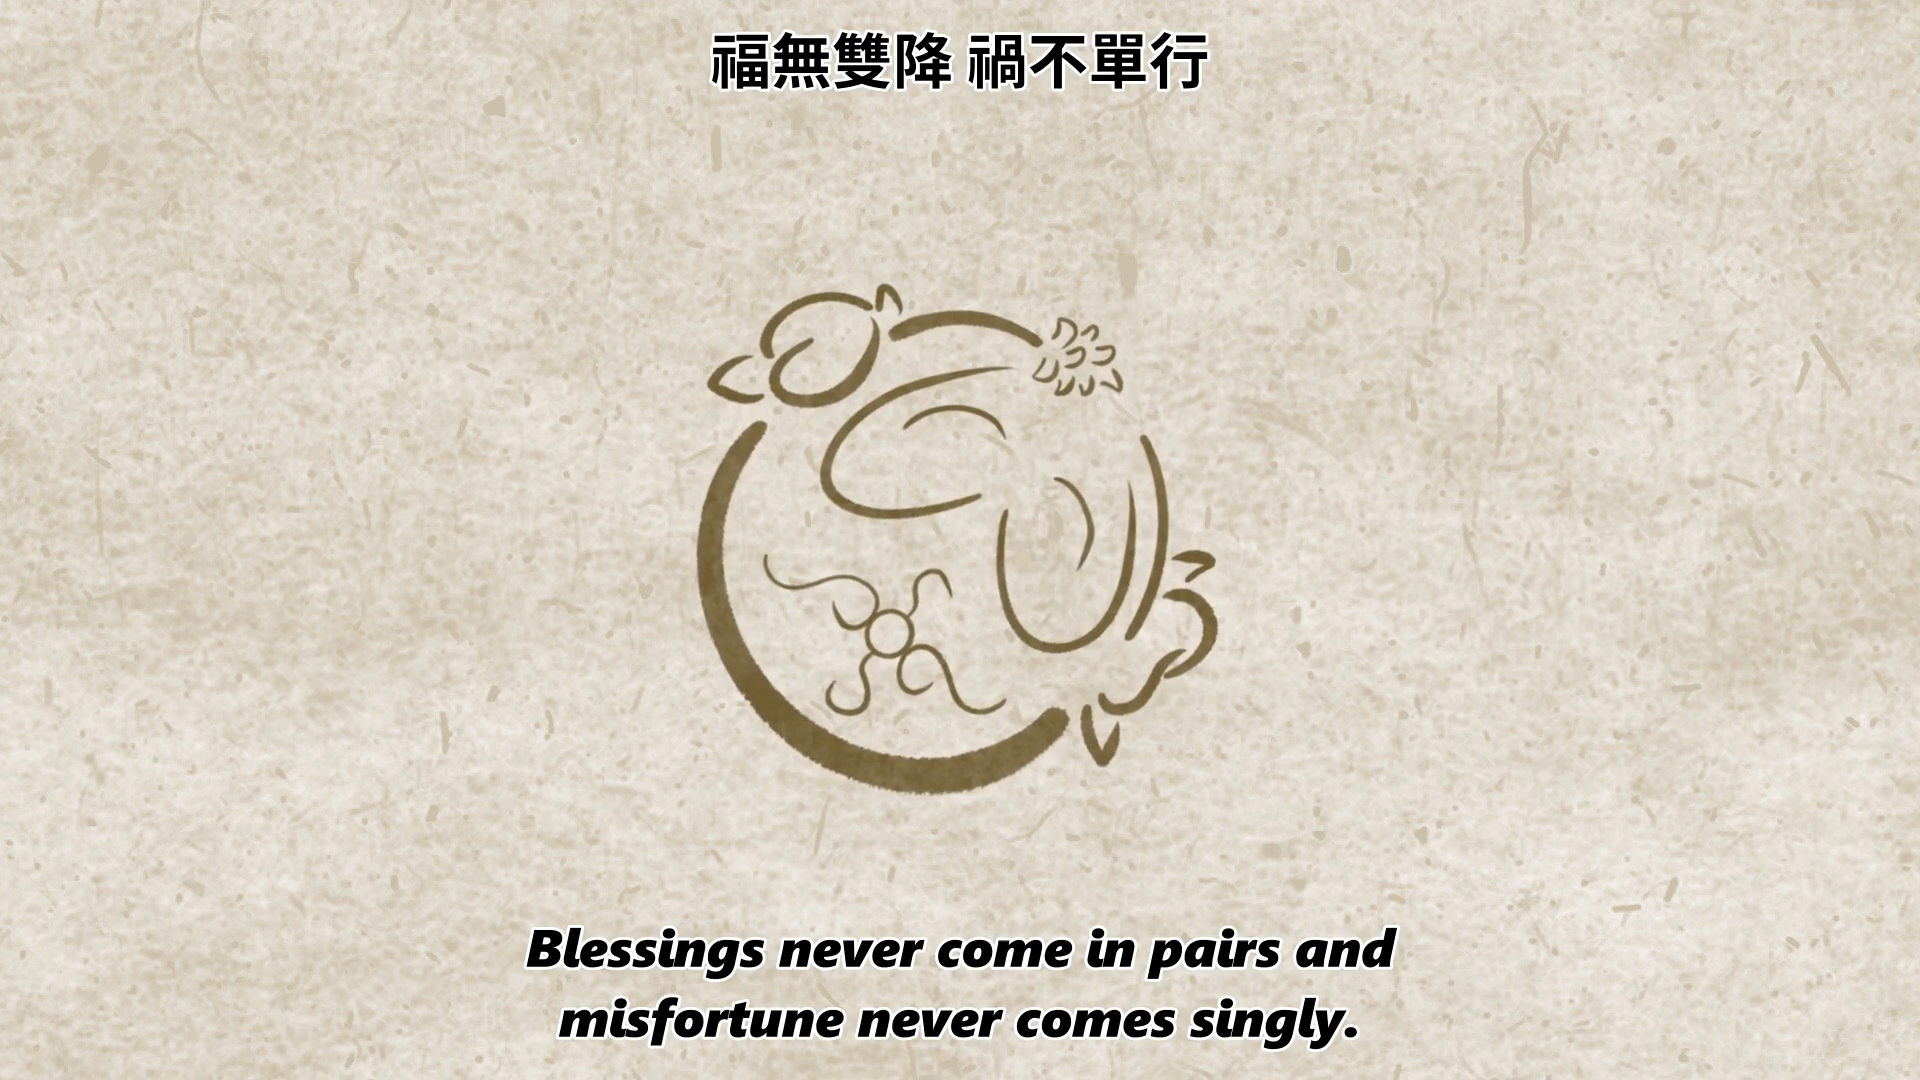 福無雙降 禍不單行
Blessings never come in pairs and
misfortune never comes singly.